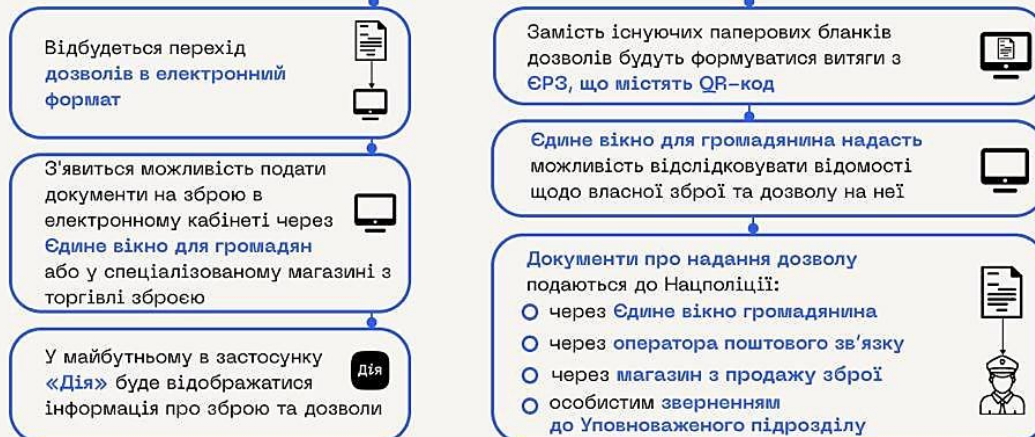 Відбудеться перехід
дозволів в електронний
формат
З'явиться можливість подати
документи на зброю в
електронному кабінеті через
Єдине вікно для громадян
або у спеціалізованому магазині з
торгівлі зброєю
У майбутньому в застосунку
«Дія» буде відображатися
інформація про зброю та дозволи
Дія
Замість існуючих паперових бланків
дозволів будуть формуватися витяги з
ЄРЗ, що містять QR-код
Єдине вікно для громадянина надасть
можливість відслідковувати відомості
щодо власної зброї та дозволу на неї
Документи про надання дозволу
подаються до Нацполіції:
через Єдине вікно громадянина
через оператора поштового зв’язку
через магазин з продажу зброї
особистим зверненням
до Уповноваженого підрозділу